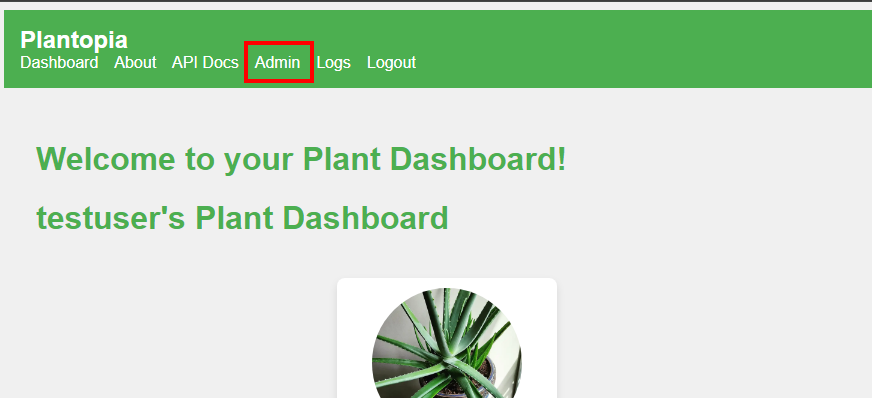 Plantopia
Dashboard About API Docs Admin Logs Logout
Welcome to your Plant Dashboard!
testuser's Plant Dashboard